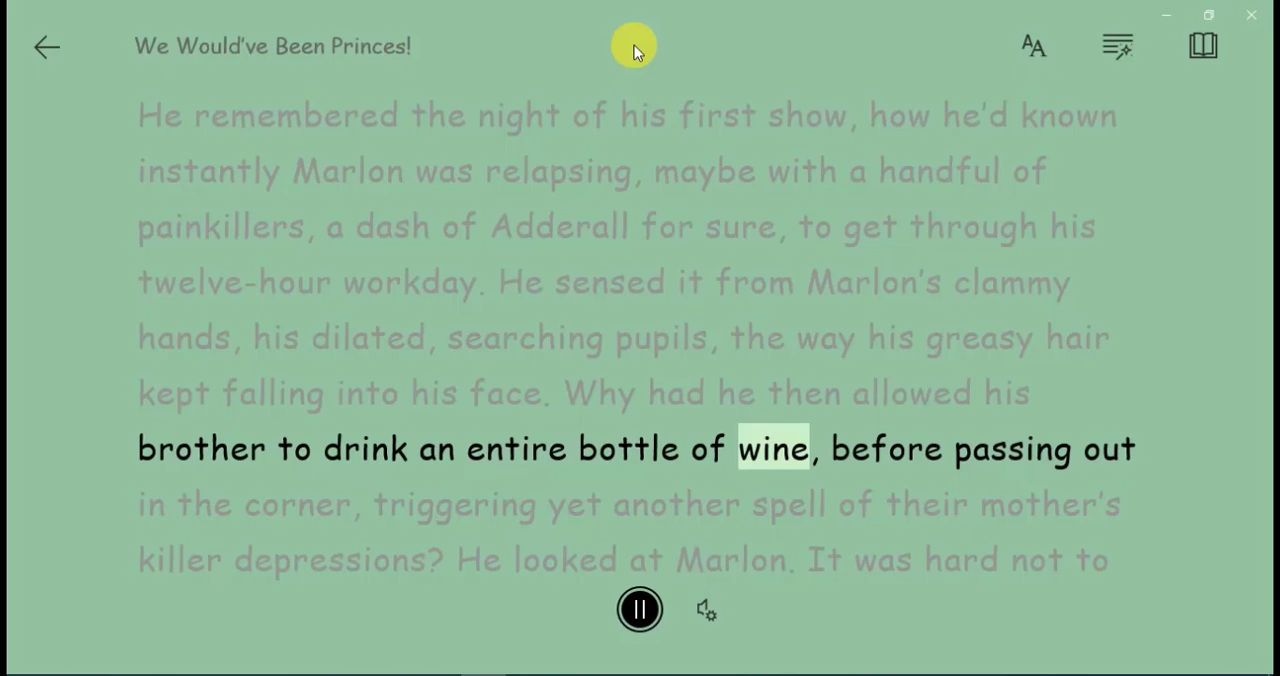 We Would've Been Princes!
AA
He remembered the night of his first show, how he'd known
instantly Marlon was relapsing, maybe with a handful of
painkillers, a dash of Adderall for sure, to get through his
twelve-hour workday. He sensed it from Marlon's clammy
hands, his dilated, searching pupils, the way his greasy hair
kept falling into his face. Why had he then allowed his
brother to drink an entire bottle of wine, before passing out
in the corner, triggering yet another spell of their mother's
killer depressions? He looked at Marlon. It was hard not to